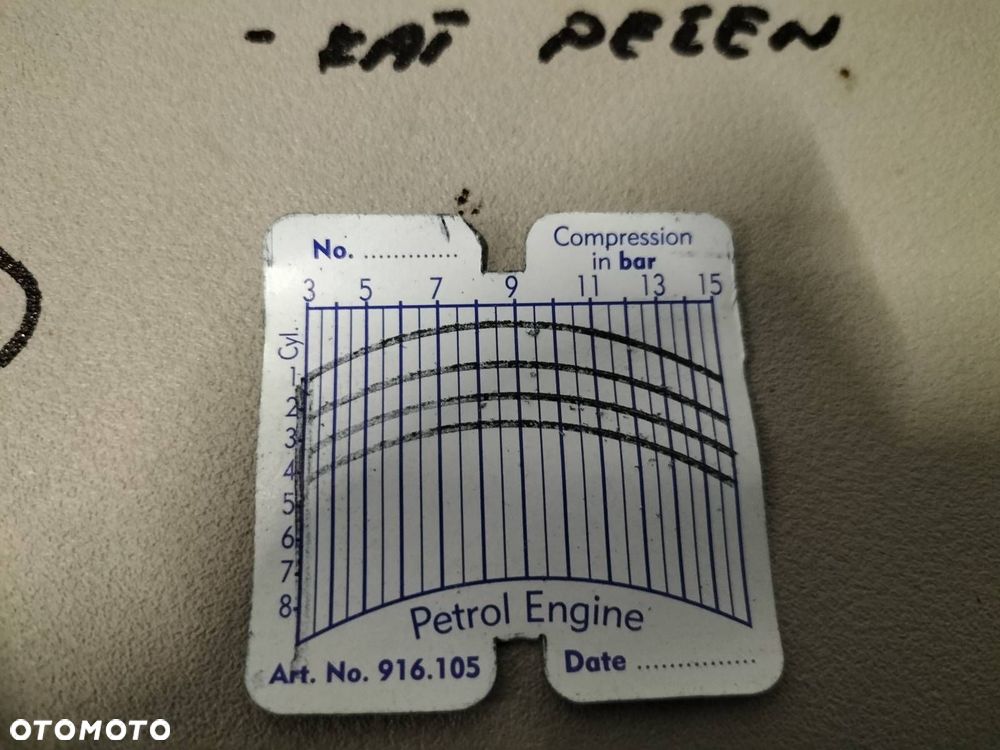 - KAT PEŁEN
No. .............
Compression
in bar
3 5 7 9 11 13 15
Cyl.
1
2
3
4
5
6
7
8
Petrol Engine
Art. No. 916.105
Date ...............
OTOMOTO